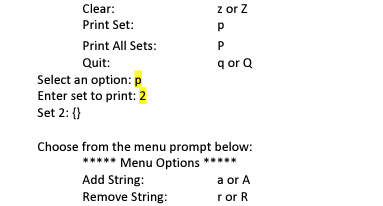 Clear: z or Z
Print Set: p
Print All Sets: P
Quit: q or Q
Select an option: p
Enter set to print: 2
Set 2: {}
Choose from the menu prompt below:
***** Menu Options *****
Add String: a or A
Remove String: r or R